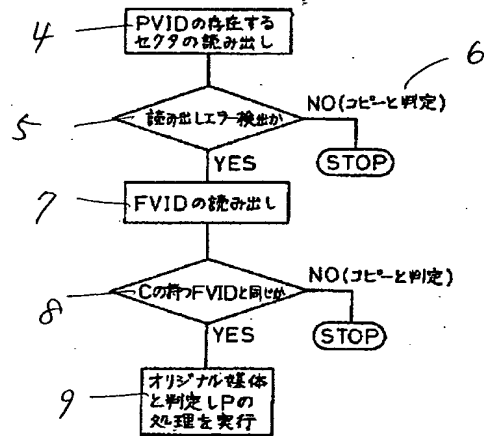 4
PVIDの存在する
セクタの読み出し
6
NO(コピーと判定)
5
読み出しエラー検出か
STOP
YES
7
FVIDの読み出し
NO(コピーと判定)
8
Cの持つFVIDと同じか
STOP
YES
9
オリジナル媒体
と判定しPの
処理を実行